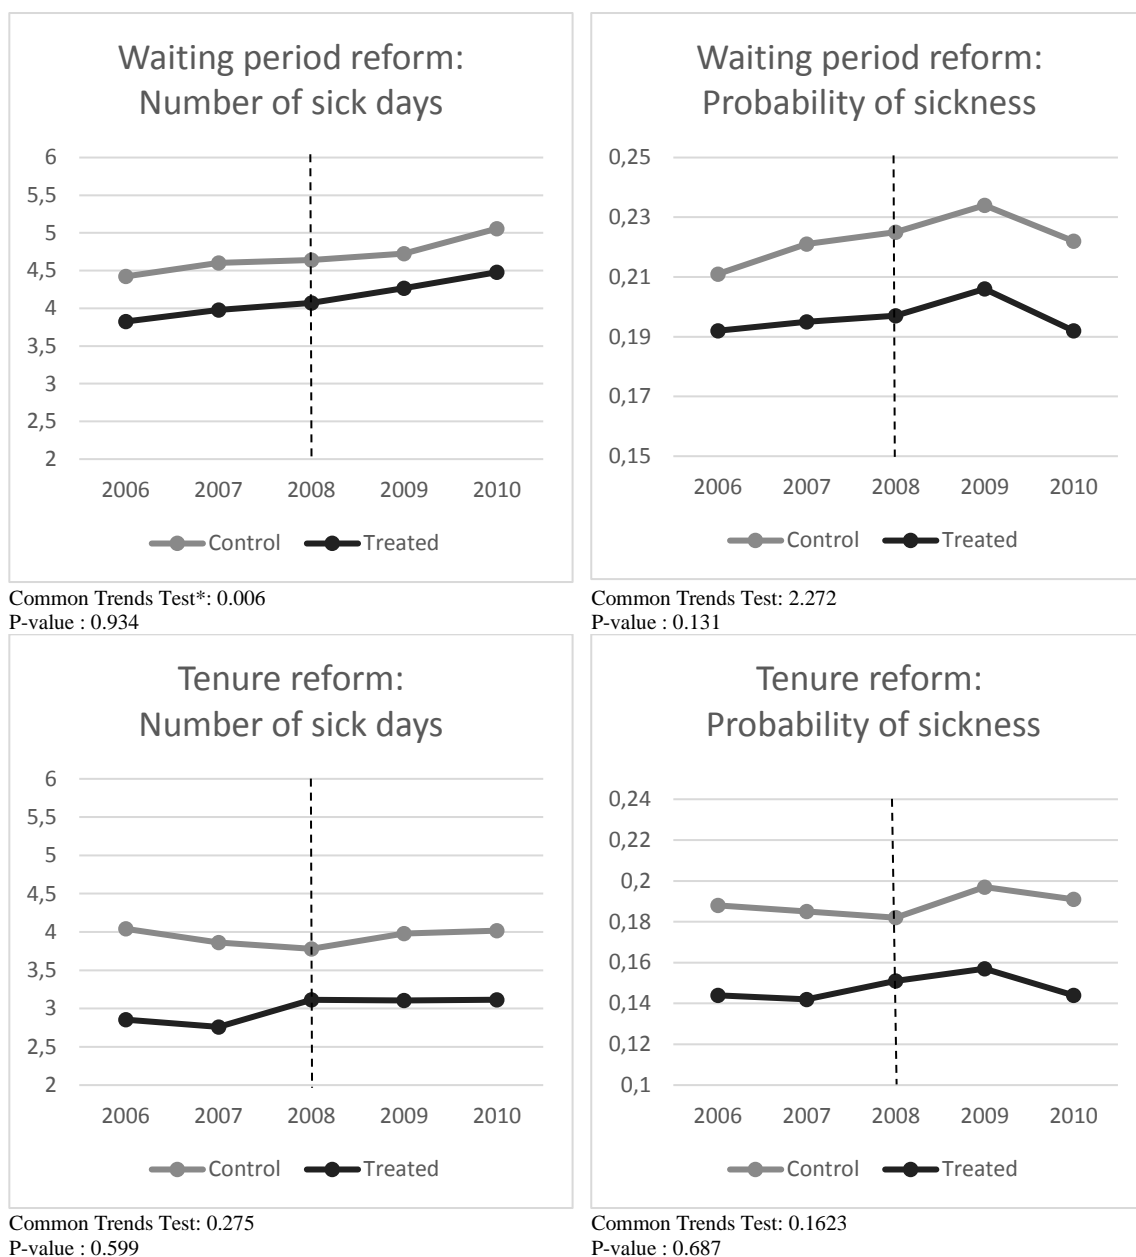 Waiting period reform:
Number of sick days
6
5,5
5
4,5
4
3,5
3
2,5
2
2006 2007 2008 2009 2010
Control Treated
Common Trends Test*: 0.006
P-value : 0.934
Waiting period reform:
Probability of sickness
0,25
0,23
0,21
0,19
0,17
0,15
2006 2007 2008 2009 2010
Control Treated
Common Trends Test: 2.272
P-value : 0.131
Tenure reform:
Number of sick days
6
5,5
5
4,5
4
3,5
3
2,5
2
2006 2007 2008 2009 2010
Control Treated
Common Trends Test: 0.275
P-value : 0.599
Tenure reform:
Probability of sickness
0,24
0,22
0,2
0,18
0,16
0,14
0,12
0,1
2006 2007 2008 2009 2010
Control Treated
Common Trends Test: 0.1623
P-value : 0.687